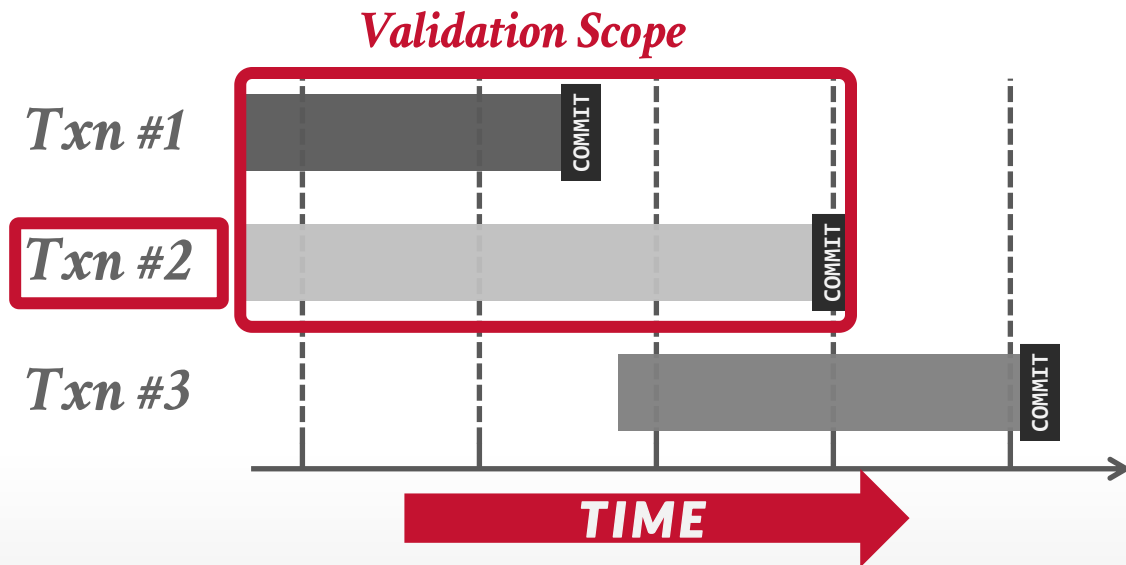 Validation Scope
Txn #1
COMMIT
Txn #2
COMMIT
Txn #3
COMMIT
TIME